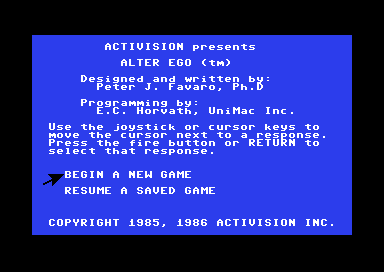 ACTIVISION presents
ALTER EGO (tm)
Designed and written by:
Peter J. Favaro, Ph.D
Programming by:
E.C. Horvath, UniMac Inc.
Use the joystick or cursor keys to
move the cursor next to a response.
Press the fire button or RETURN to
select that response.
BEGIN A NEW GAME
RESUME A SAVED GAME
COPYRIGHT 1985, 1986 ACTIVISION INC.